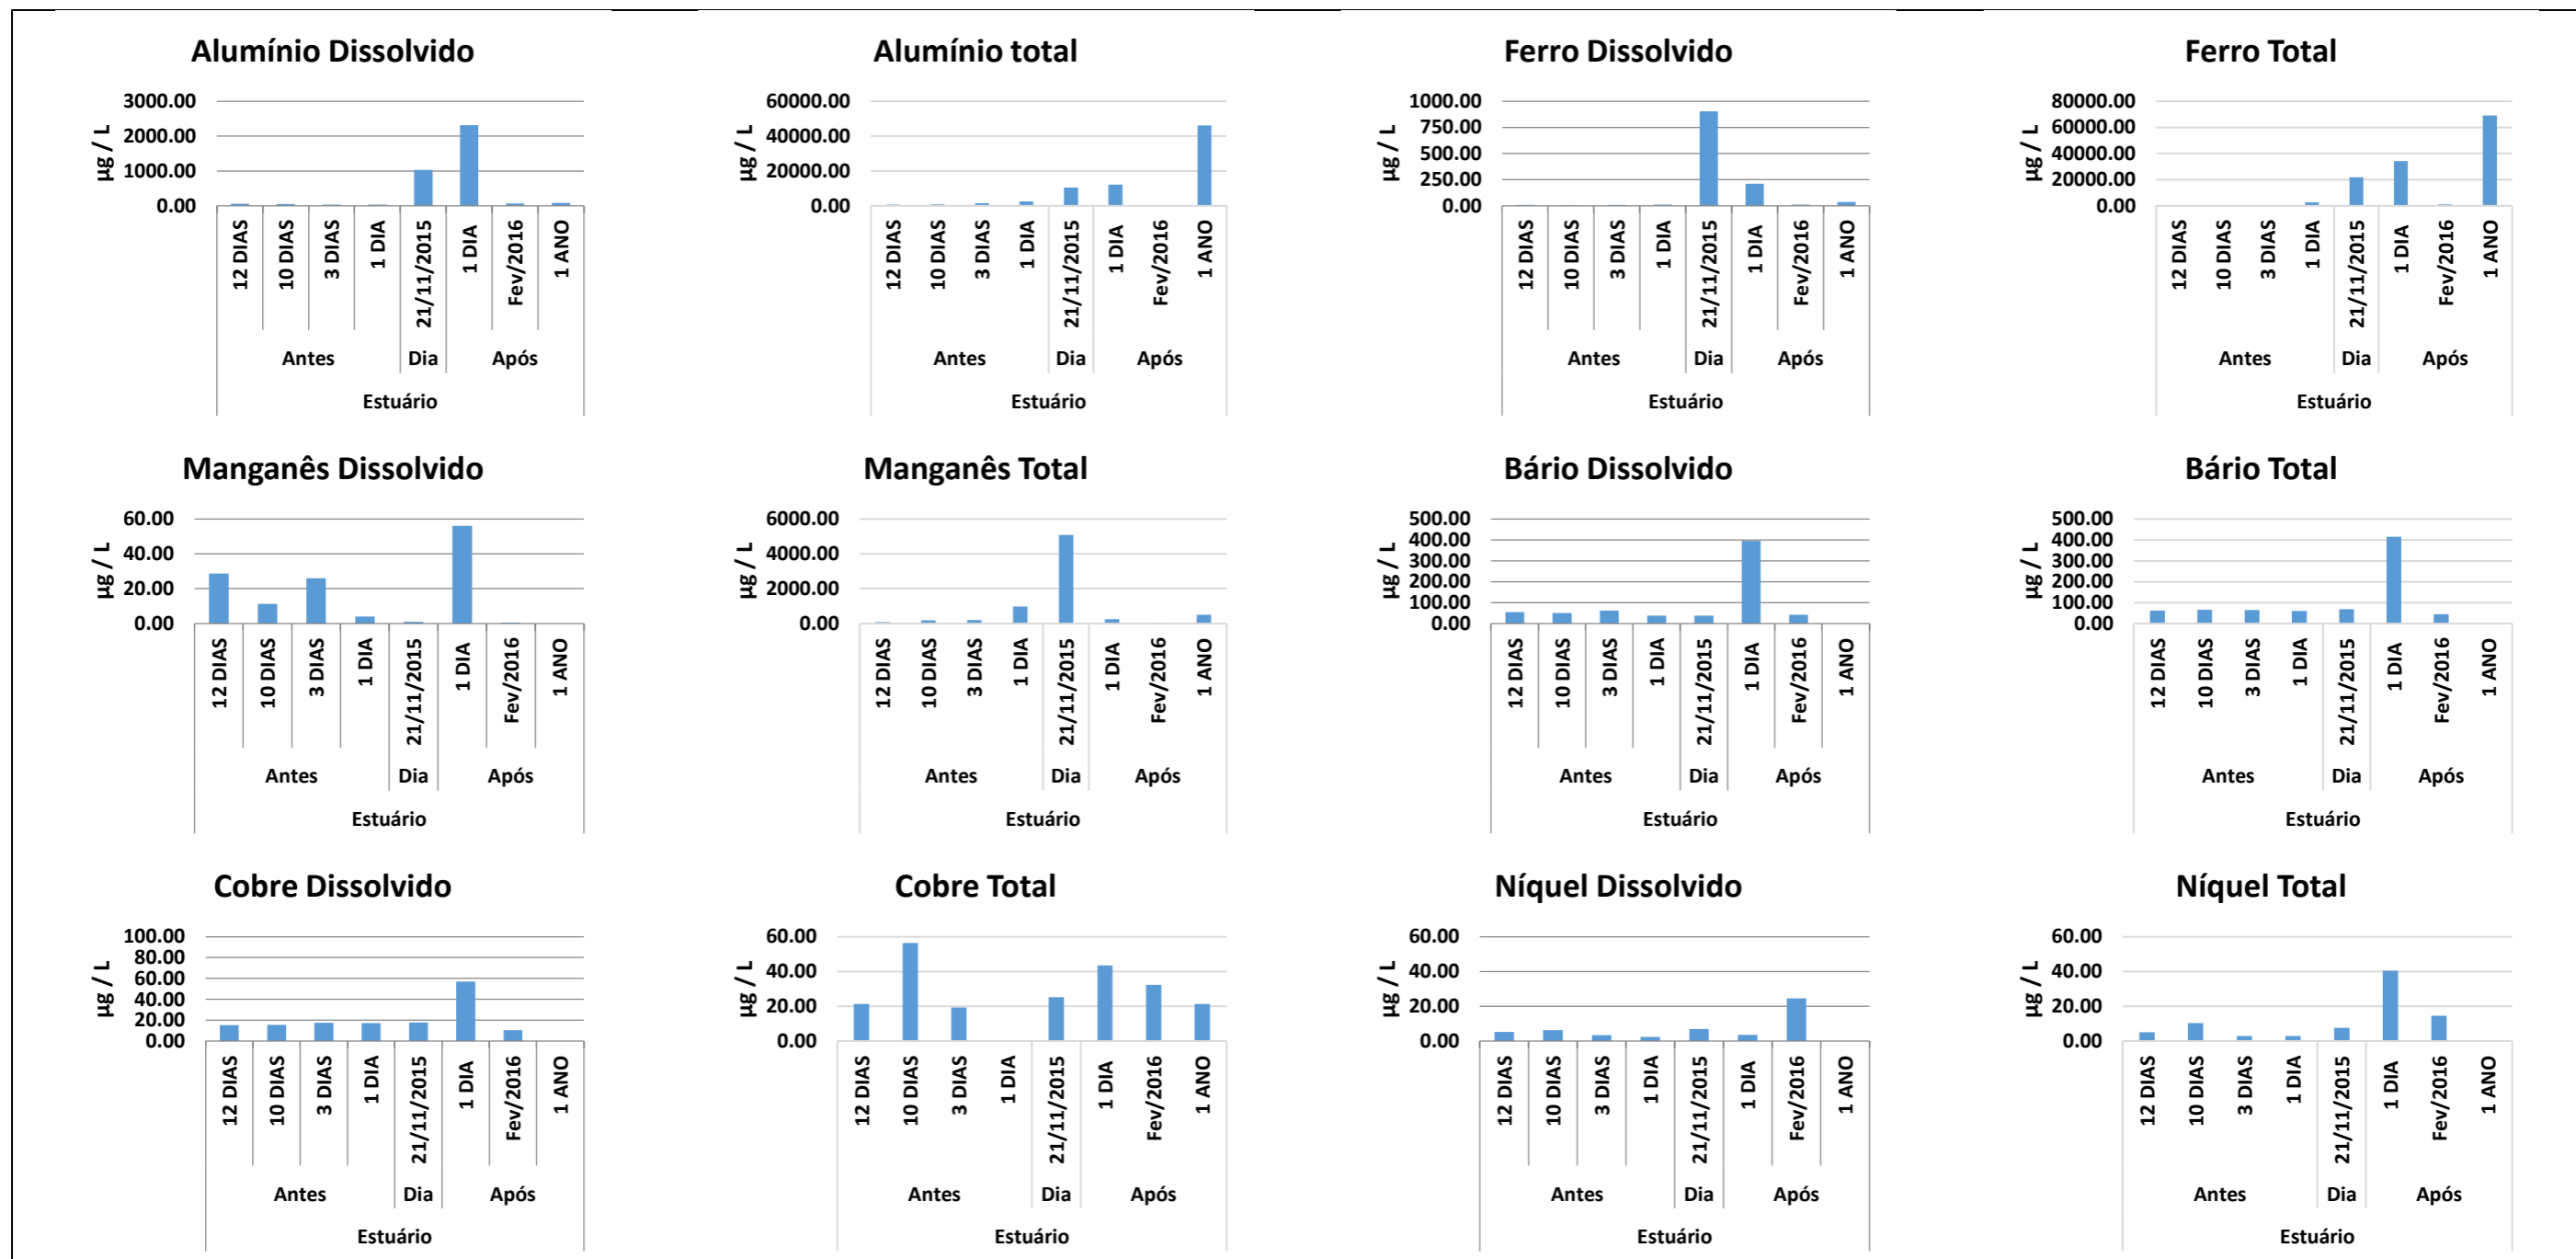 Alumínio Dissolvido
µg / L
3000.00
2000.00
1000.00
0.00
12 DIAS
10 DIAS
3 DIAS
1 DIA
21/11/2015
1 DIA
Fev/2016
1 ANO
Antes
Dia
Após
Estuário
Alumínio total
µg / L
60000.00
40000.00
20000.00
0.00
12 DIAS
10 DIAS
3 DIAS
1 DIA
21/11/2015
1 DIA
Fev/2016
1 ANO
Antes
Dia
Após
Estuário
Ferro Dissolvido
µg / L
1000.00
750.00
500.00
250.00
0.00
12 DIAS
10 DIAS
3 DIAS
1 DIA
21/11/2015
1 DIA
Fev/2016
1 ANO
Antes
Dia
Após
Estuário
Ferro Total
µg / L
80000.00
60000.00
40000.00
20000.00
0.00
12 DIAS
10 DIAS
3 DIAS
1 DIA
21/11/2015
1 DIA
Fev/2016
1 ANO
Antes
Dia
Após
Estuário
Manganês Dissolvido
µg / L
60.00
40.00
20.00
0.00
12 DIAS
10 DIAS
3 DIAS
1 DIA
21/11/2015
1 DIA
Fev/2016
1 ANO
Antes
Dia
Após
Estuário
Manganês Total
µg / L
6000.00
4000.00
2000.00
0.00
12 DIAS
10 DIAS
3 DIAS
1 DIA
21/11/2015
1 DIA
Fev/2016
1 ANO
Antes
Dia
Após
Estuário
Bário Dissolvido
µg / L
500.00
400.00
300.00
200.00
100.00
0.00
12 DIAS
10 DIAS
3 DIAS
1 DIA
21/11/2015
1 DIA
Fev/2016
1 ANO
Antes
Dia
Após
Estuário
Bário Total
µg / L
500.00
400.00
300.00
200.00
100.00
0.00
12 DIAS
10 DIAS
3 DIAS
1 DIA
21/11/2015
1 DIA
Fev/2016
1 ANO
Antes
Dia
Após
Estuário
Cobre Dissolvido
µg / L
100.00
80.00
60.00
40.00
20.00
0.00
12 DIAS
10 DIAS
3 DIAS
1 DIA
21/11/2015
1 DIA
Fev/2016
1 ANO
Antes
Dia
Após
Estuário
Cobre Total
µg / L
60.00
40.00
20.00
0.00
12 DIAS
10 DIAS
3 DIAS
1 DIA
21/11/2015
1 DIA
Fev/2016
1 ANO
Antes
Dia
Após
Estuário
Níquel Dissolvido
µg / L
60.00
40.00
20.00
0.00
12 DIAS
10 DIAS
3 DIAS
1 DIA
21/11/2015
1 DIA
Fev/2016
1 ANO
Antes
Dia
Após
Estuário
Níquel Total
µg / L
60.00
40.00
20.00
0.00
12 DIAS
10 DIAS
3 DIAS
1 DIA
21/11/2015
1 DIA
Fev/2016
1 ANO
Antes
Dia
Após
Estuário